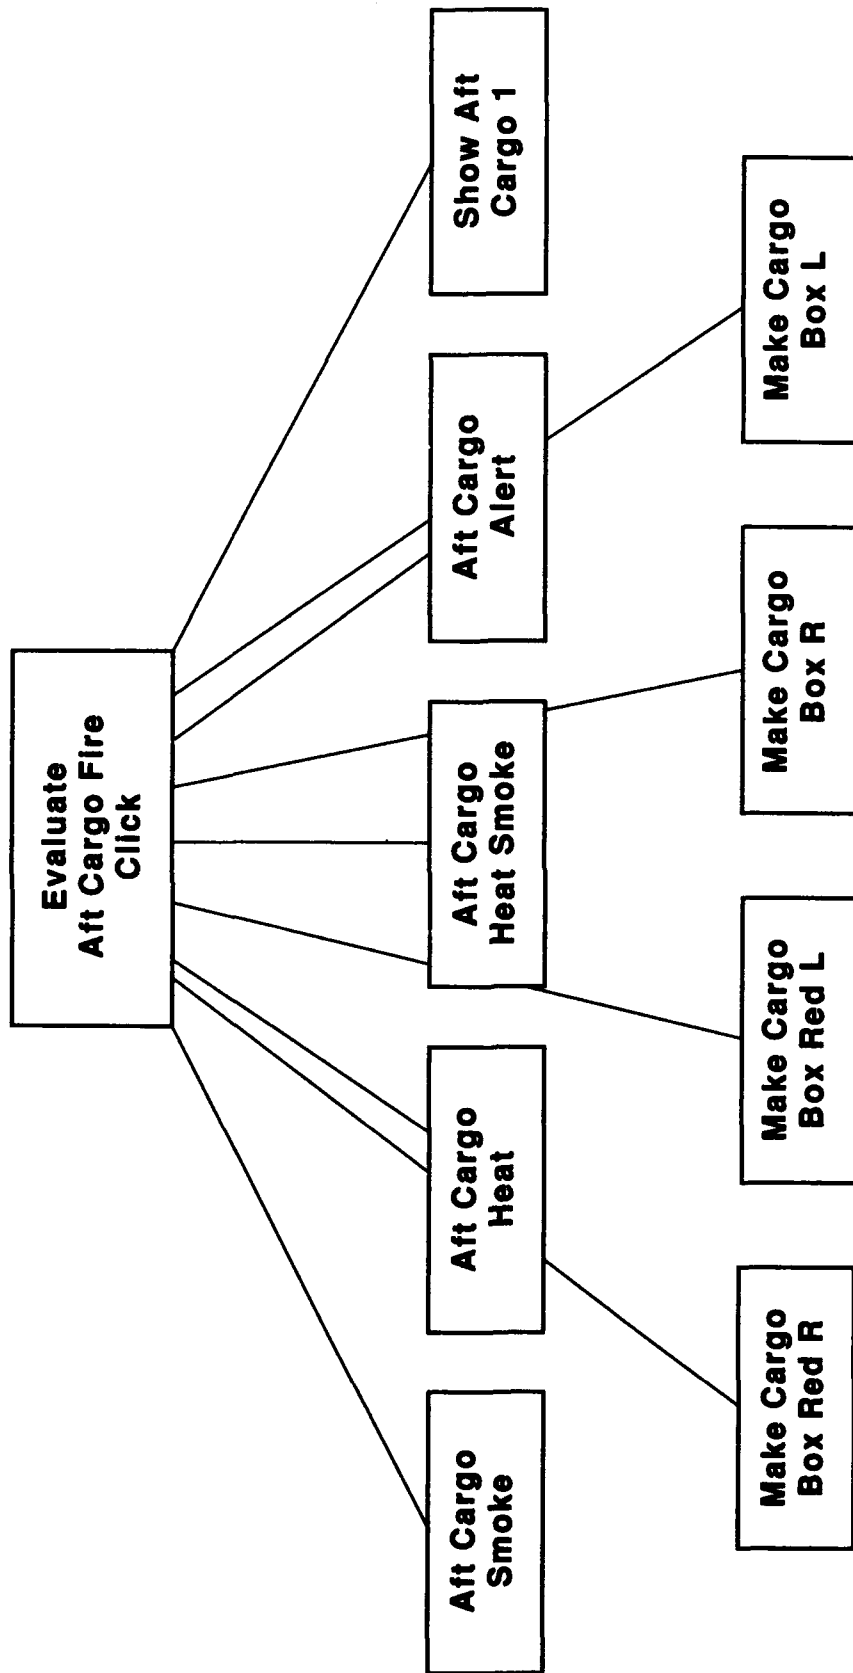 Evaluate
Aft Cargo Fire
Click
Aft Cargo
Smoke
Aft Cargo
Heat
Aft Cargo
Heat Smoke
Aft Cargo
Alert
Show Aft
Cargo 1
Make Cargo
Box Red R
Make Cargo
Box Red L
Make Cargo
Box R
Make Cargo
Box L